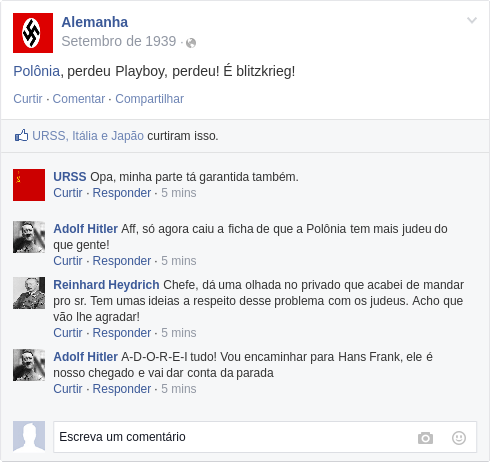 Alemanha
Setembro de 1939 ·
Polônia, perdeu Playboy, perdeu! É blitzkrieg!
Curtir · Comentar · Compartilhar
URSS, Itália e Japão curtiram isso.
URSS Opa, minha parte tá garantida também.
Curtir · Responder · 5 mins
Adolf Hitler Aff, só agora caiu a ficha de que a Polônia tem mais judeu do
que gente!
Curtir · Responder · 5 mins
Reinhard Heydrich Chefe, dá uma olhada no privado que acabei de mandar
pro sr. Tem umas ideias a respeito desse problema com os judeus. Acho que
vão lhe agradar!
Curtir · Responder · 5 mins
Adolf Hitler A-D-O-R-E-I tudo! Vou encaminhar para Hans Frank, ele é
nosso chegado e vai dar conta da parada
Curtir · Responder · 5 mins
Escreva um comentário